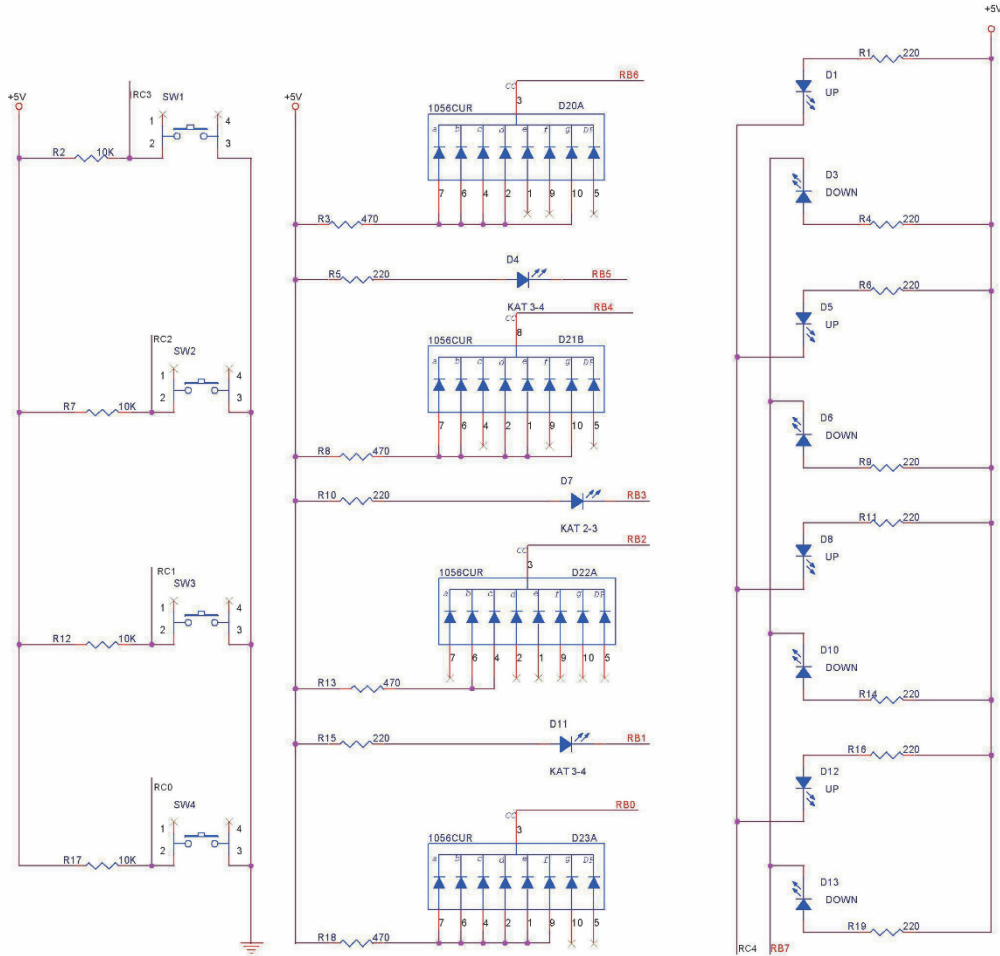 +5V
RC3
SW1
1
2
4
3
R2 10K
RC2
SW2
1
2
4
3
R7 10K
RC1
SW3
1
2
4
3
R12 10K
RC0
SW4
1
2
4
3
R17 10K
+5V
RB6
CC
3
1056CUR D20A
a b c d e f g DP
7 6 4 2 1 9 10 5
R3 470
D4
R5 220 RB5
KAT 3-4
RB4
CC
8
1056CUR D21B
a b c d e f g DP
7 6 4 2 1 9 10 5
R8 470
D7
R10 220 RB3
KAT 2-3
RB2
CC
3
1056CUR D22A
a b c d e f g DP
7 6 4 2 1 9 10 5
R13 470
D11
R15 220 RB1
KAT 3-4
RB0
CC
3
1056CUR D23A
a b c d e f g DP
7 6 4 2 1 9 10 5
R18 470
+5V
R1 220
D1
UP
D3
DOWN
R4 220
R6 220
D5
UP
D6
DOWN
R9 220
R11 220
D8
UP
D10
DOWN
R14 220
R16 220
D12
UP
D13
DOWN
R19 220
RC4 RB7